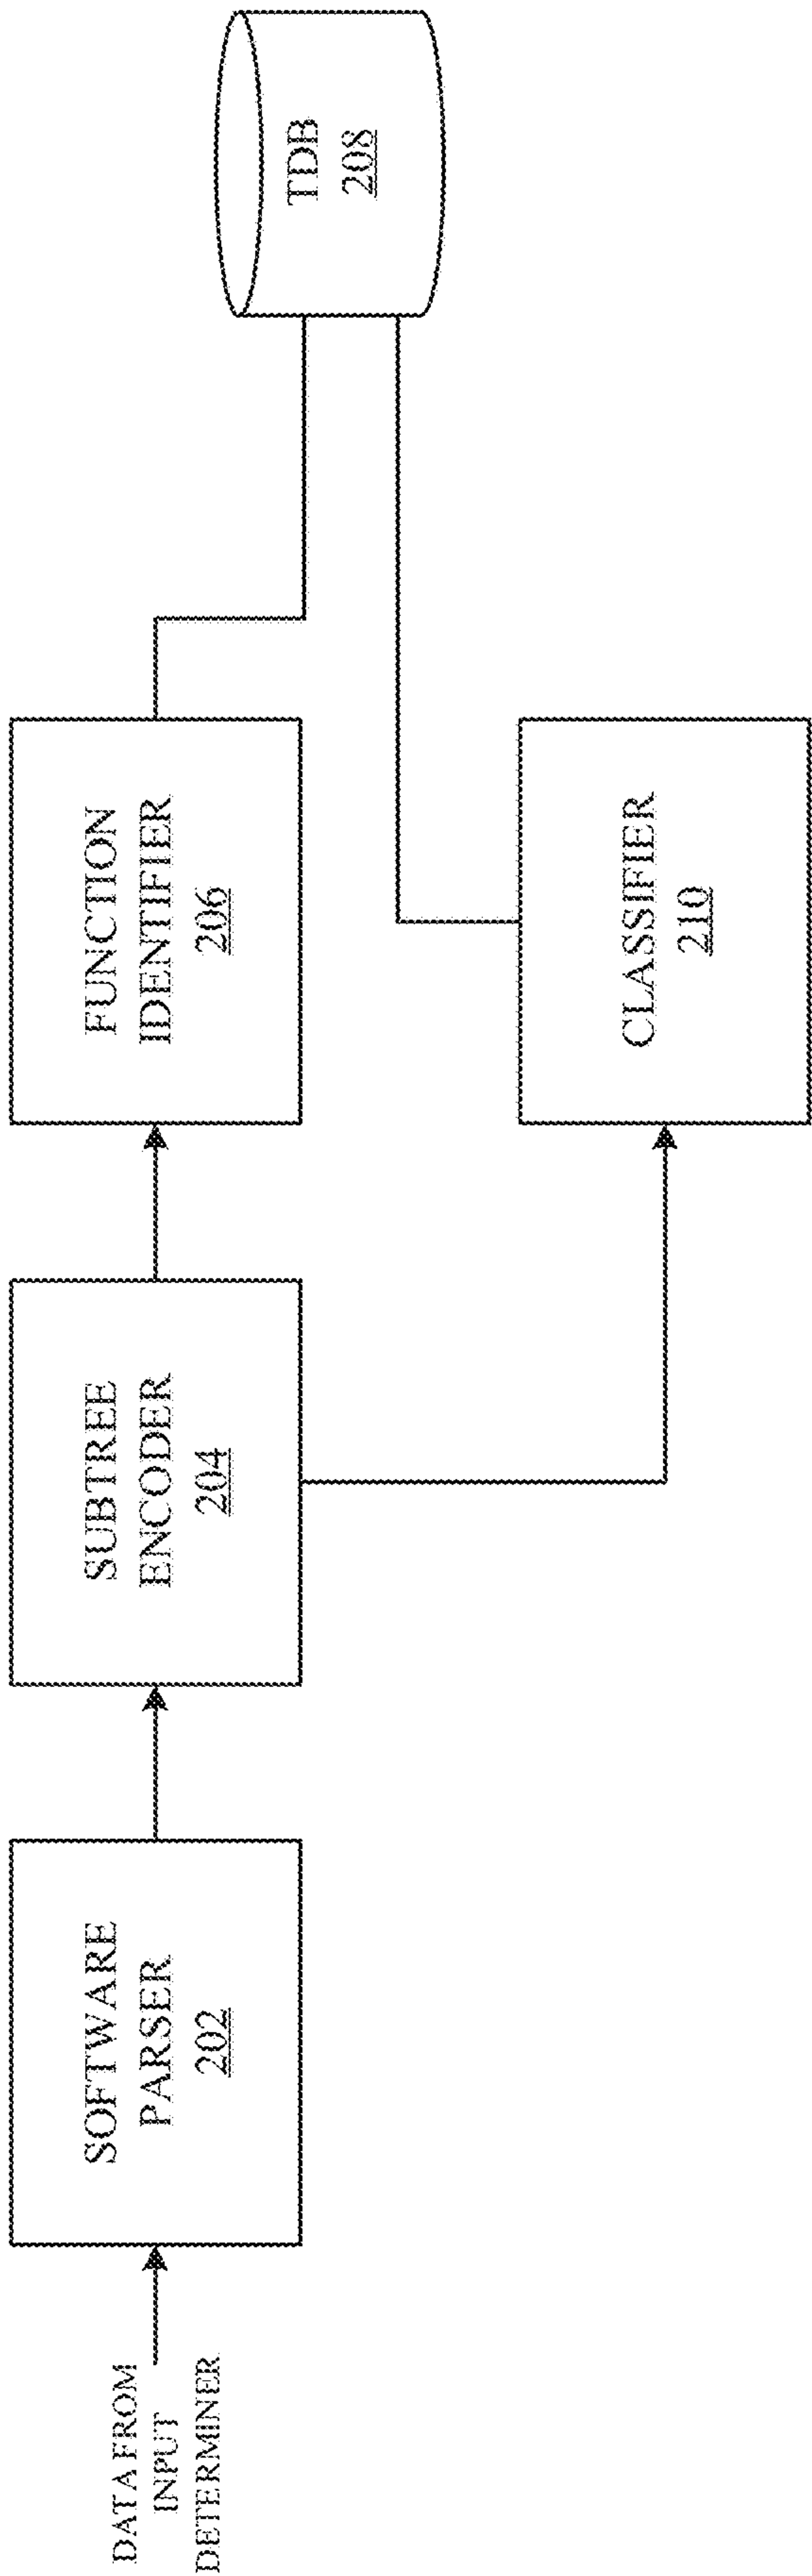 DATA FROM
INPUT
DETERMINER
SOFTWARE
PARSER
202
SUBTREE
ENCODER
204
FUNCTION
IDENTIFIER
206
TDB
208
CLASSIFIER
210